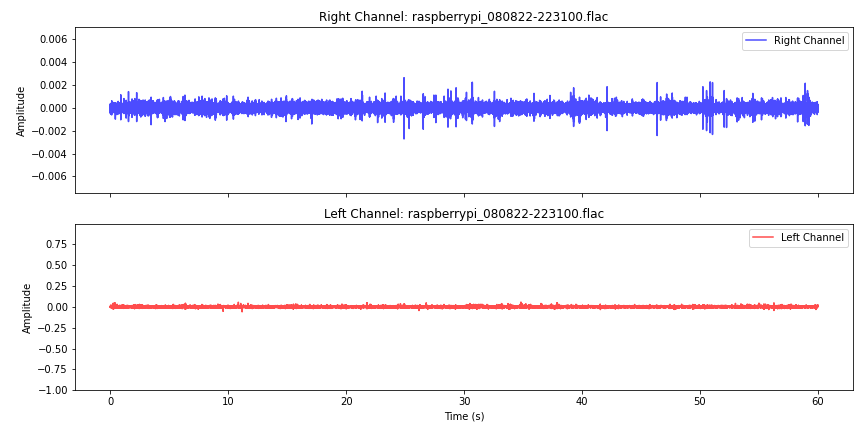 Right Channel: raspberrypi_080822-223100.flac
Right Channel
Amplitude
0.006
0.004
0.002
0.000
−0.002
−0.004
−0.006
Left Channel: raspberrypi_080822-223100.flac
Left Channel
Amplitude
0.75
0.50
0.25
0.00
−0.25
−0.50
−0.75
−1.00
0 10 20 30 40 50 60
Time (s)